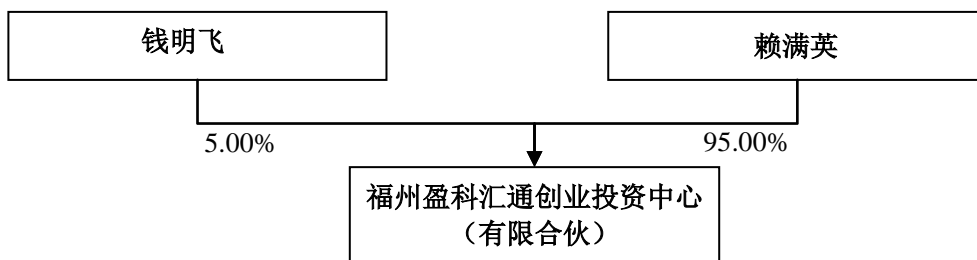 钱明飞
赖满英
5.00%
95.00%
福州盈科汇通创业投资中心
（有限合伙）